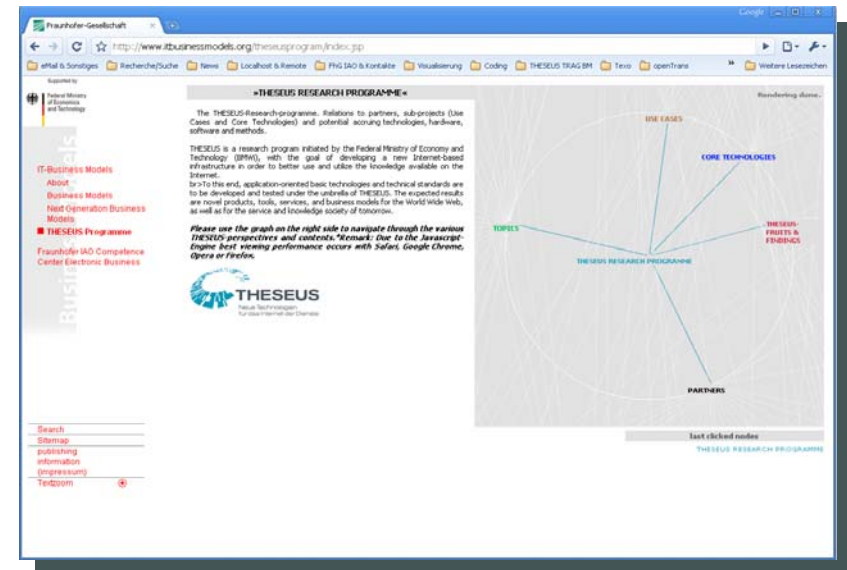 Google
Fraunhofer-Gesellschaft
http://www.itbusinessmodels.org/theseusprogram/index.jsp
eMail & Sonstiges Recherche/Suche News Localhost & Remote FhG IAO & Kontakte Visualisierung Coding THESEUS TRAG BM Texo openTrans » Weitere Lesezeichen
Supported by
Federal Ministry
of Economics
and Technology
IT-Business Models
About
Business Models
Next Generation Business
Models
THESEUS Programme
Fraunhofer IAO Competence
Center Electronic Business
Business Models
Search
Sitemap
publishing
information
(impressum)
Textzoom
»THESEUS RESEARCH PROGRAMME«
The THESEUS-Research-programme. Relations to partners, sub-projects (Use
Cases and Core Technologies) and potential accruing technologies, hardware,
software and methods.
THESEUS is a research program initiated by the Federal Ministry of Economy and
Technology (BMWi), with the goal of developing a new Internet-based
infrastructure in order to better use and utilize the knowledge available on the
Internet.
br>To this end, application-oriented basic technologies and technical standards are
to be developed and tested under the umbrella of THESEUS. The expected results
are novel products, tools, services, and business models for the World Wide Web,
as well as for the service and knowledge society of tomorrow.
Please use the graph on the right side to navigate through the various
THESEUS-perspectives and contents.*Remark: Due to the Javascript-
Engine best viewing performance occurs with Safari, Google Chrome,
Opera or Firefox.
THESEUS
Neue Technologien
für das Internet der Dienste
Rendering done.
USE CASES
CORE TECHNOLOGIES
TOPICS
THESEUS-
FRUITS &
FINDINGS
THESEUS RESEARCH PROGRAMME
PARTNERS
last clicked nodes
THESEUS RESEARCH PROGRAMME